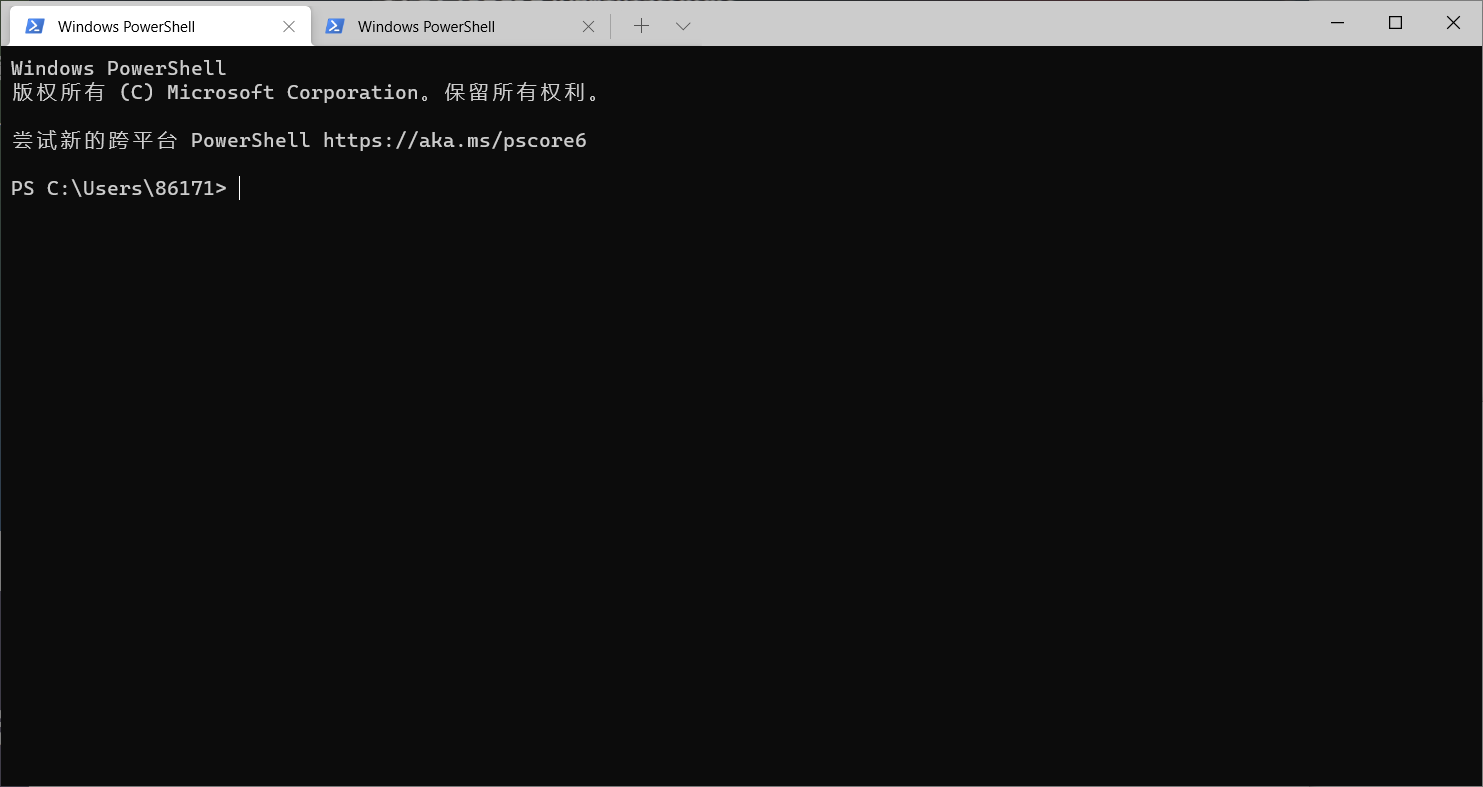 Windows PowerShell
Windows PowerShell
Windows PowerShell
版权所有 (C) Microsoft Corporation。保留所有权利。
尝试新的跨平台 PowerShell https://aka.ms/pscore6
PS C:\Users\86171>